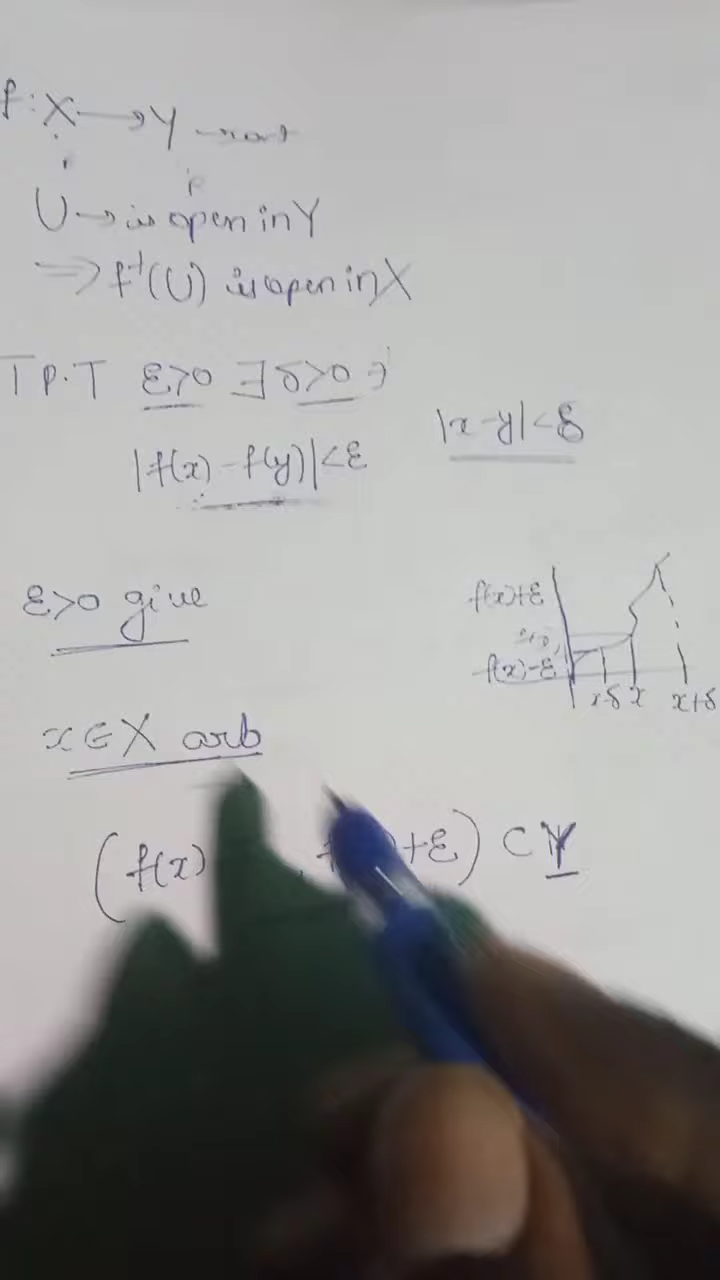 f: X → Y
U → is open in Y
⇒ f⁻¹(U) is open in X
T P.T ε>0 ∃ δ>0 ∋
|f(x) - f(y)| < ε |x-y| < δ
ε>0 give
f(x)+ε
f(x)-ε
x-δ x x+δ
x ∈ X arb
(f(x) , +ε) ⊂ Y